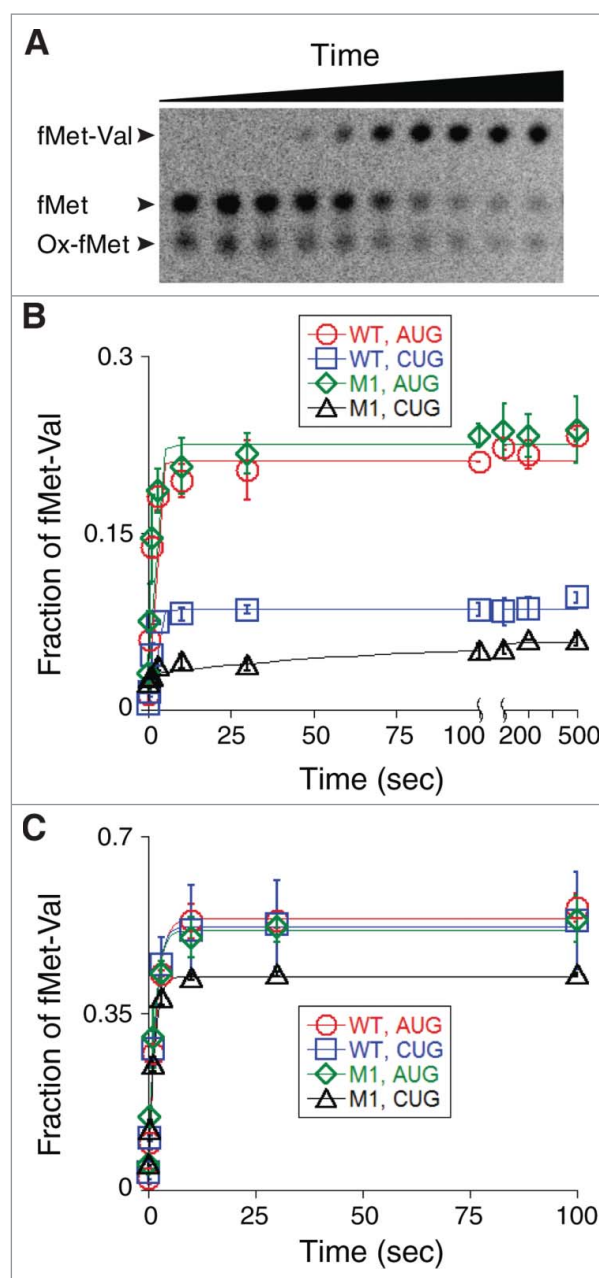 A
Time
fMet-Val
fMet
Ox-fMet
B
WT, AUG
WT, CUG
M1, AUG
M1, CUG
0.3
0.15
0
Fraction of fMet-Val
0 25 50 75 100 200 500
Time (sec)
C
0.7
0.35
0
Fraction of fMet-Val
WT, AUG
WT, CUG
M1, AUG
M1, CUG
0 25 50 75 100
Time (sec)